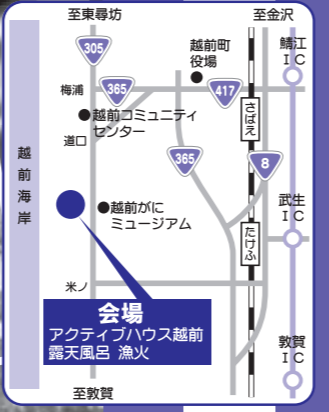 至東尋坊
至金沢
305
越前町
役場
鯖江
IC
梅浦
365
417
越前コミュニティ
センター
さばえ
道口
365
8
越前海岸
越前がに
ミュージアム
武生
IC
たけふ
米ノ
会場
アクティブハウス越前
露天風呂 漁火
敦賀
IC
至敦賀